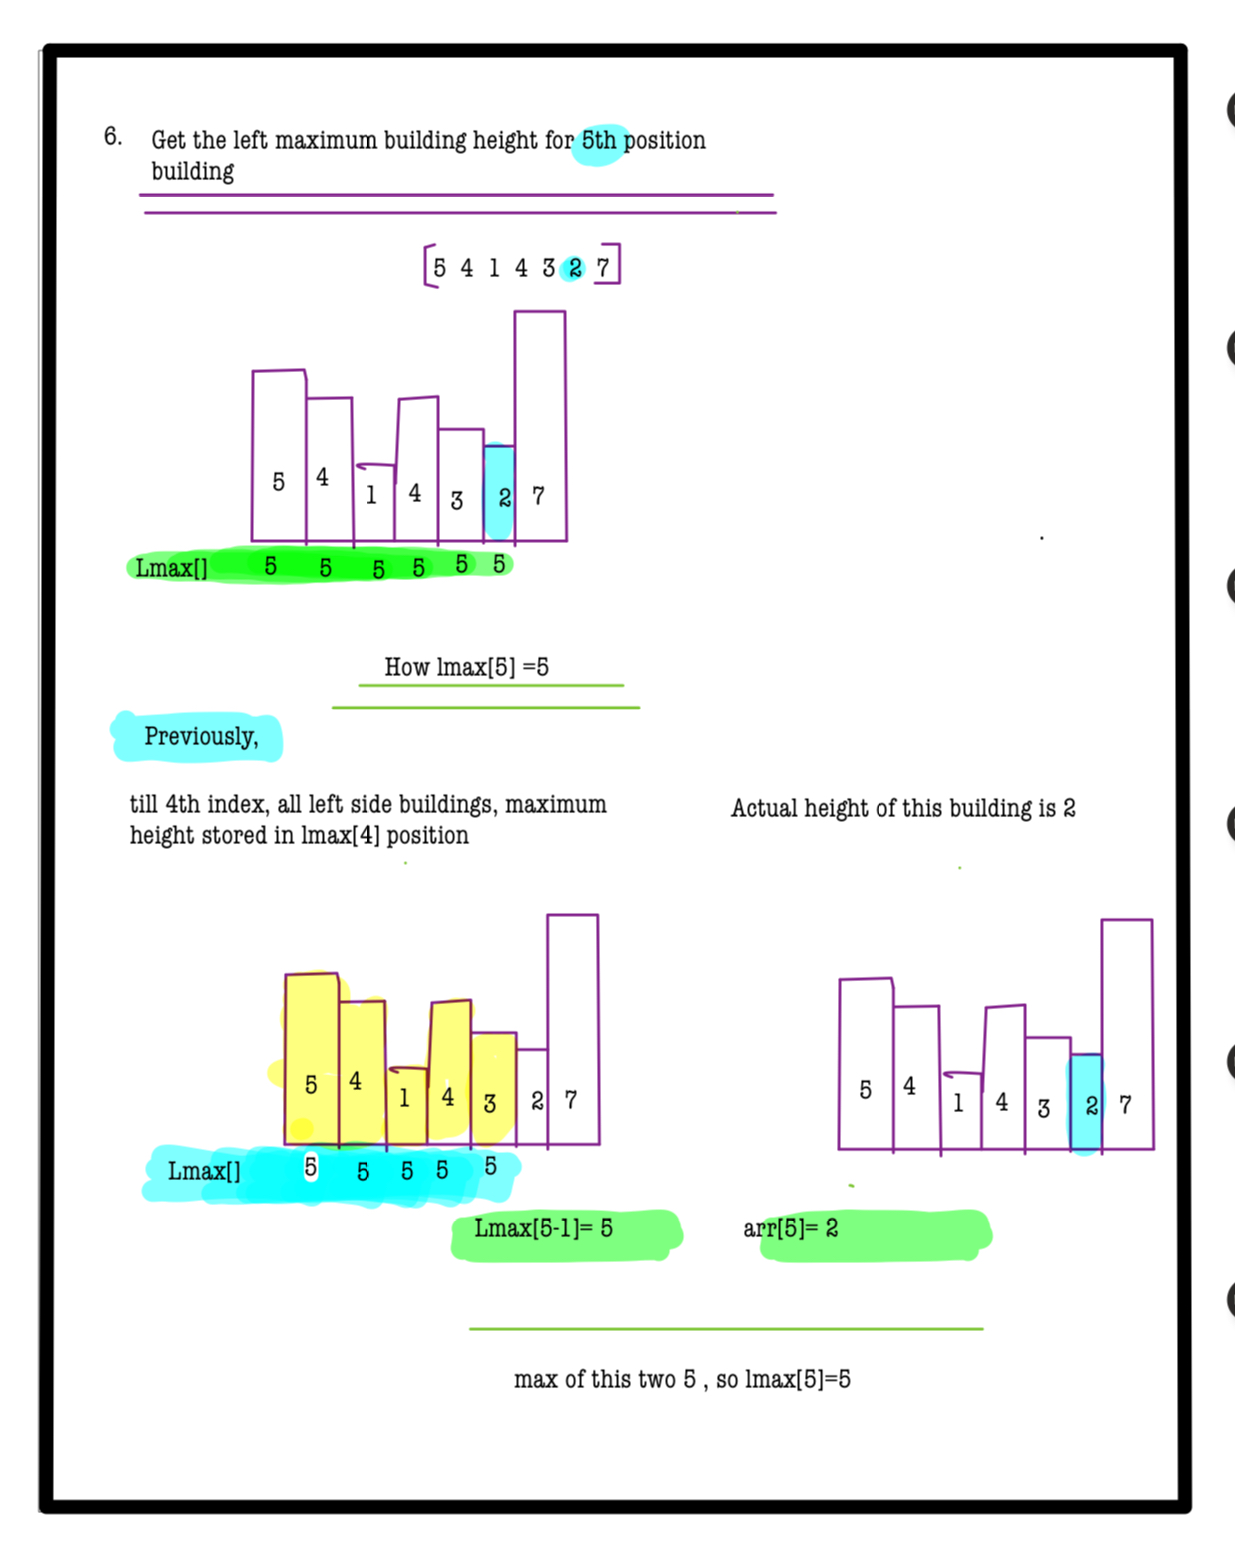 6. Get the left maximum building height for 5th position
building
[5 4 1 4 3 2 7]
5 4 1 4 3 2 7
Lmax[] 5 5 5 5 5 5
How lmax[5] =5
Previously,
till 4th index, all left side buildings, maximum
height stored in lmax[4] position
Actual height of this building is 2
5 4 1 4 3 2 7
Lmax[] 5 5 5 5 5
5 4 1 4 3 2 7
Lmax[5-1]= 5
arr[5]= 2
max of this two 5 , so lmax[5]=5